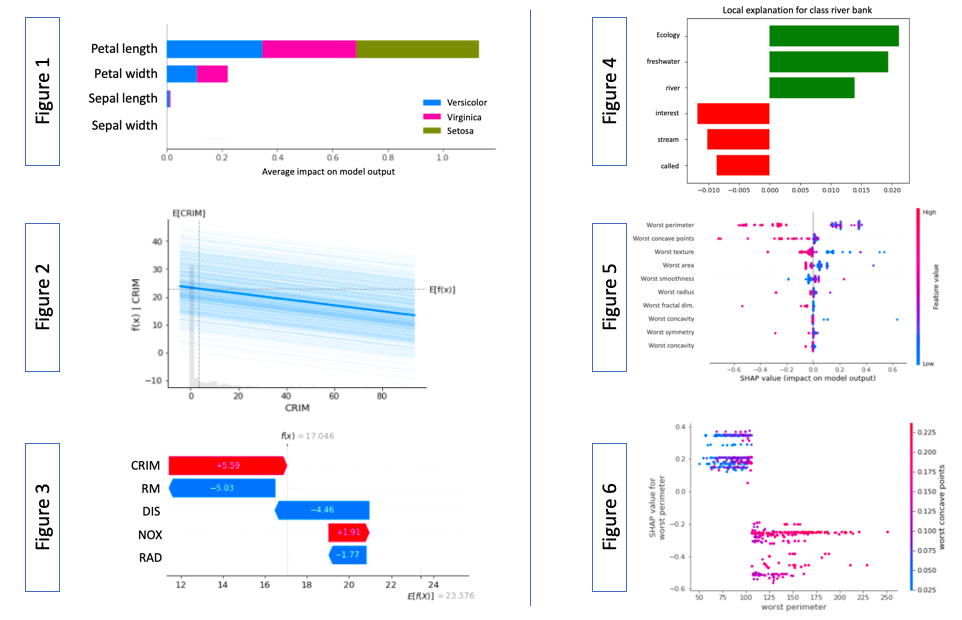 Figure 1
Petal length
Petal width
Sepal length
Sepal width
Versicolor
Virginica
Setosa
0.0 0.2 0.4 0.6 0.8 1.0
Average impact on model output
Figure 2
E[CRIM]
f(x) | CRIM
40
30
20
10
0
−10
E[f(x)]
0 20 40 60 80
CRIM
Figure 3
f(x) = 17.046
CRIM
+5.59
RM
−5.03
DIS
−4.46
NOX
+1.91
RAD
−1.77
12 14 16 18 20 22 24
E[f(X)] = 23.376
Figure 4
Local explanation for class river bank
Ecology
freshwater
river
interest
stream
called
−0.010 −0.005 0.000 0.005 0.010 0.015 0.020
Figure 5
Worst perimeter
Worst concave points
Worst texture
Worst area
Worst smoothness
Worst radius
Worst fractal dim.
Worst concavity
Worst symmetry
Worst concavity
−0.6 −0.4 −0.2 0.0 0.2 0.4 0.6
SHAP value (impact on model output)
High
Feature value
Low
Figure 6
SHAP value for
worst perimeter
0.4
0.2
0.0
−0.2
−0.4
−0.6
50 75 100 125 150 175 200 225 250
worst perimeter
0.225
0.200
0.175
0.150
0.125
0.100
0.075
0.050
0.025
worst concave points